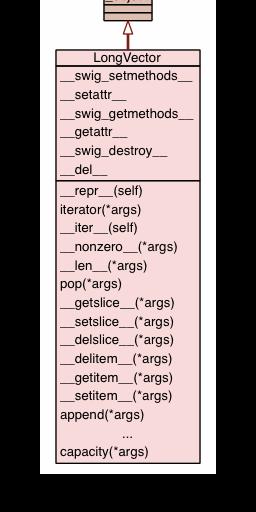 LongVector
__swig_setmethods__
__setattr__
__swig_getmethods__
__getattr__
__swig_destroy__
__del__
__repr__(self)
iterator(*args)
__iter__(self)
__nonzero__(*args)
__len__(*args)
pop(*args)
__getslice__(*args)
__setslice__(*args)
__delslice__(*args)
__delitem__(*args)
__getitem__(*args)
__setitem__(*args)
append(*args)
...
capacity(*args)